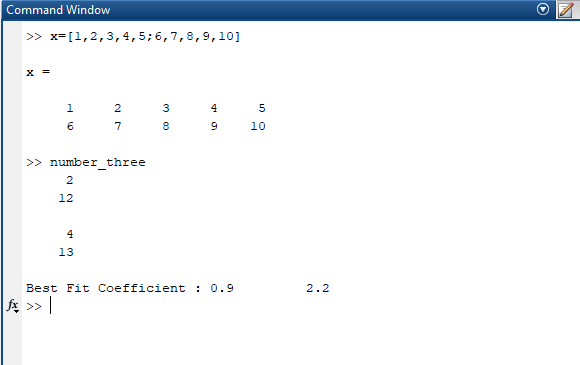 Command Window
>> x=[1,2,3,4,5;6,7,8,9,10]
x =
1 2 3 4 5
6 7 8 9 10
>> number_three
2
12
4
13
Best Fit Coefficient : 0.9 2.2
fx >>